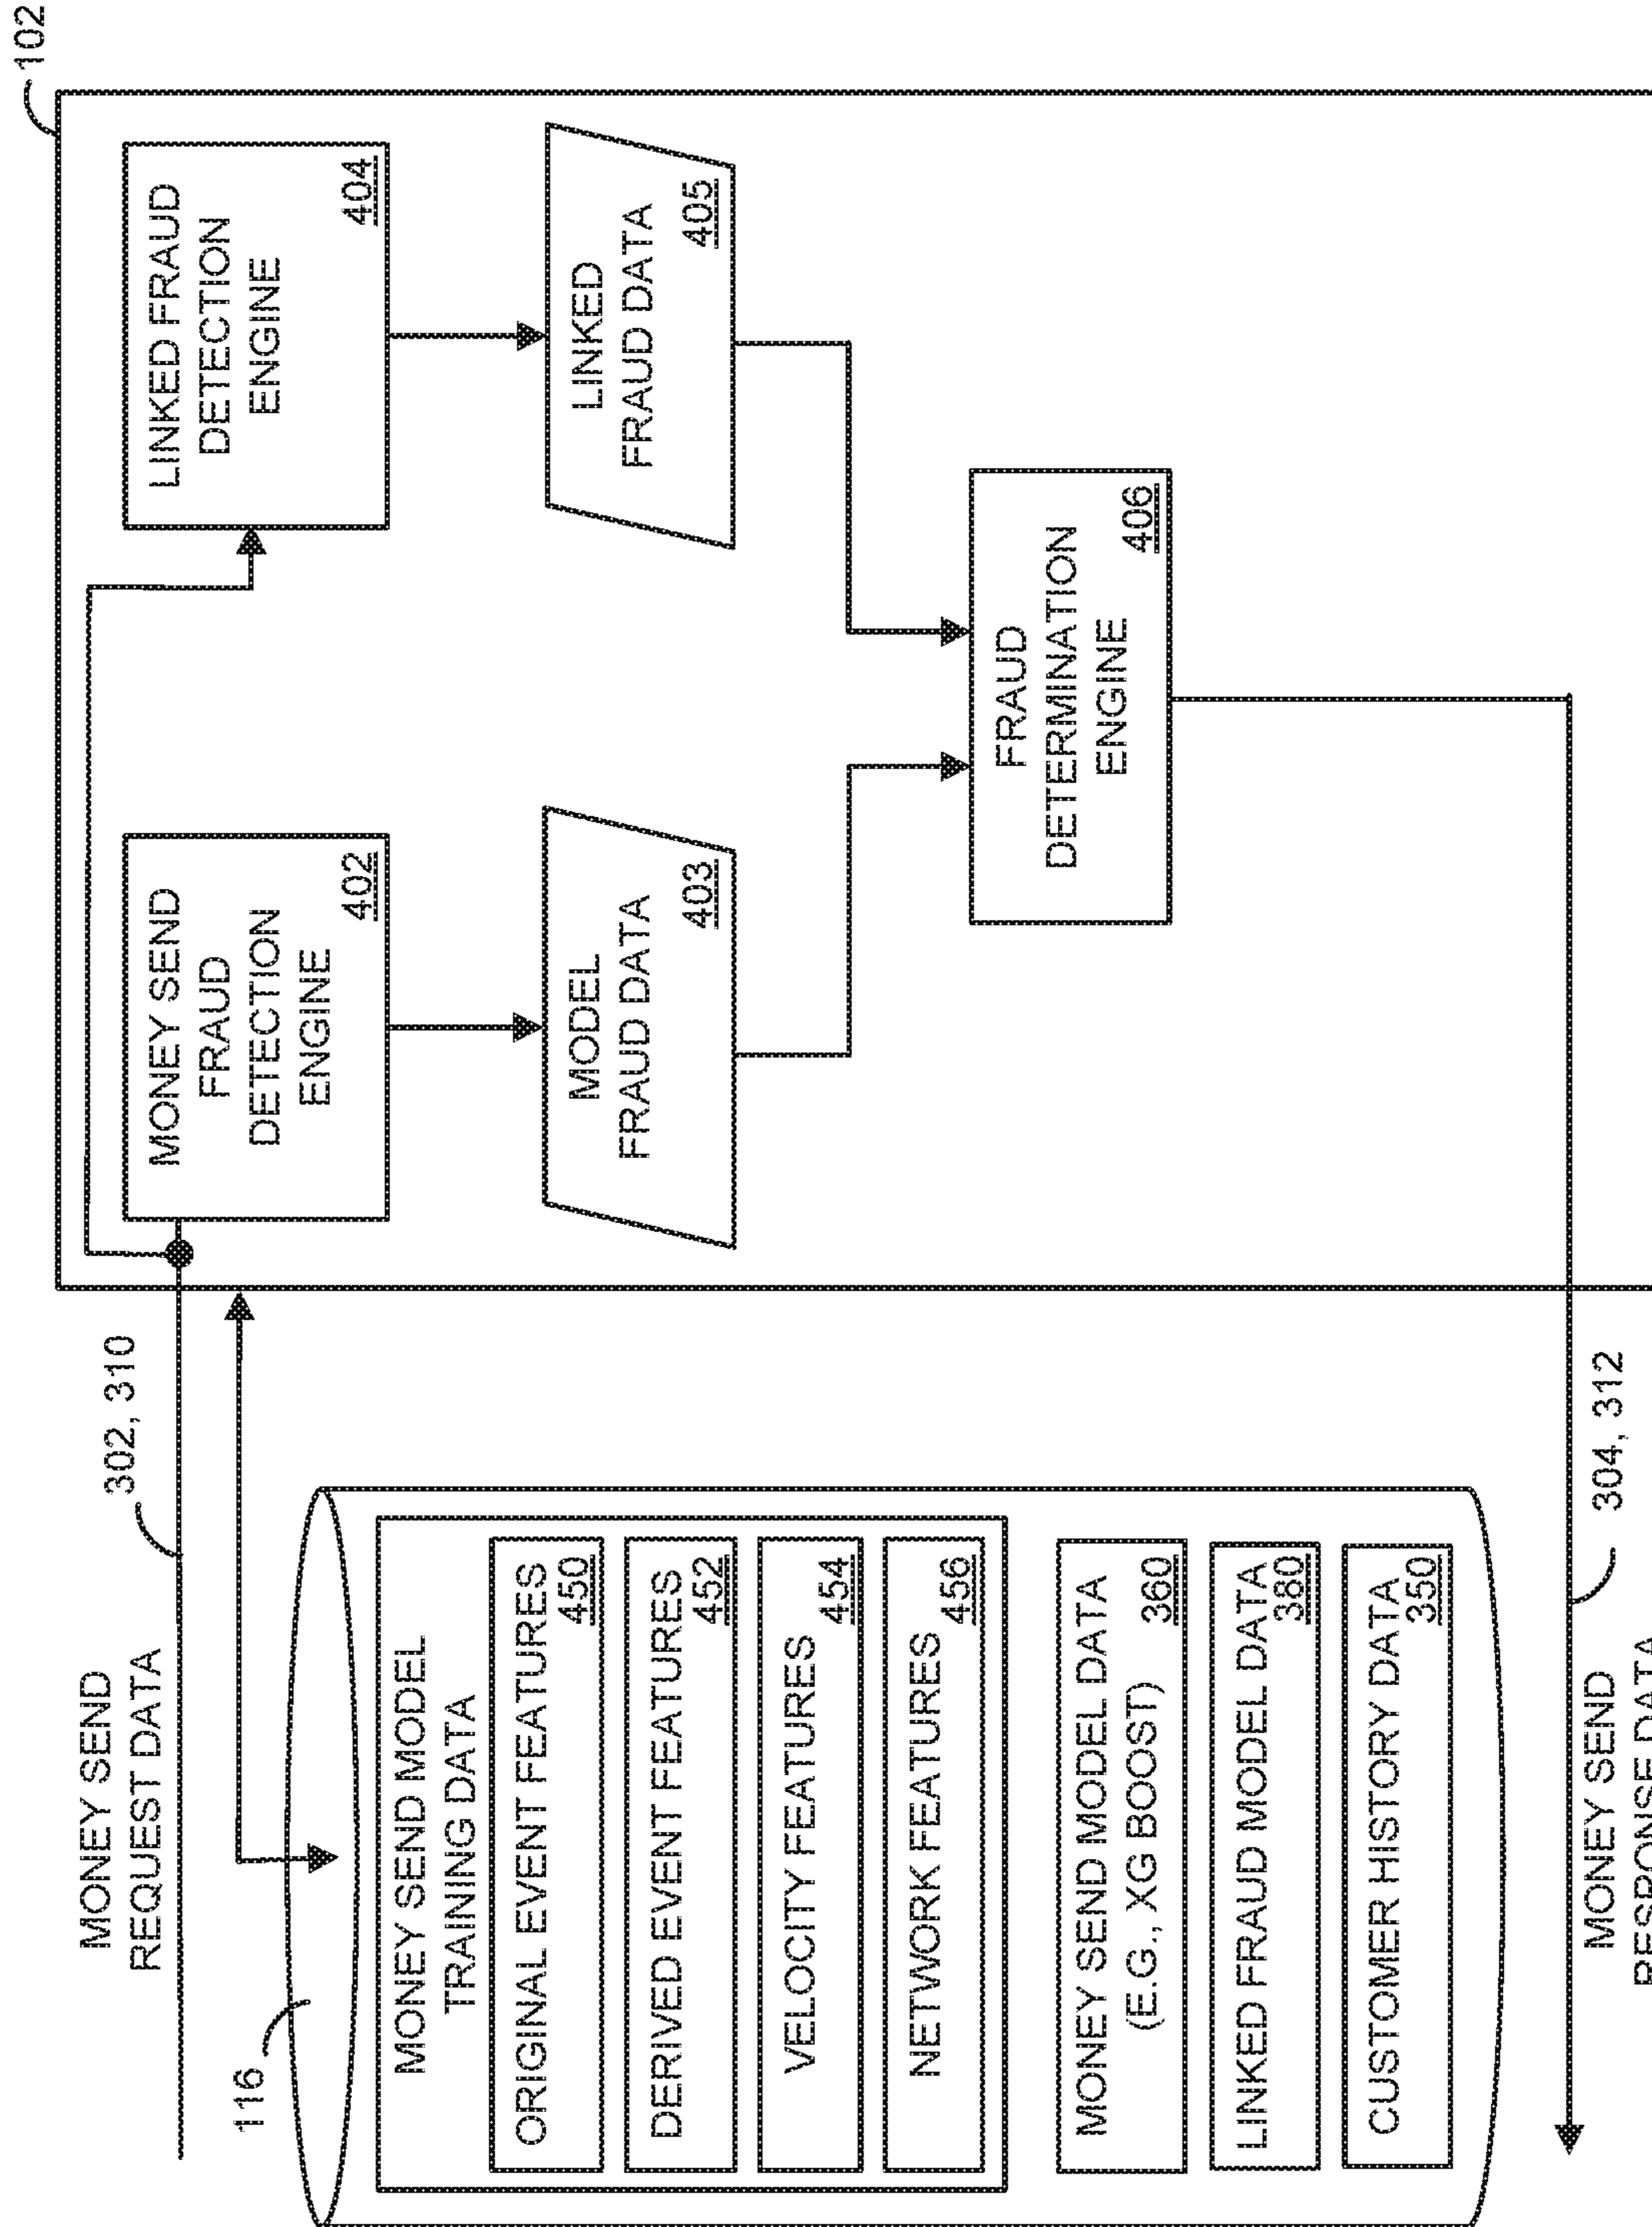 102
MONEY SEND
REQUEST DATA
302, 310
116
MONEY SEND MODEL
TRAINING DATA
ORIGINAL EVENT FEATURES
450
DERIVED EVENT FEATURES
452
VELOCITY FEATURES
454
NETWORK FEATURES
456
MONEY SEND MODEL DATA
(E.G., XG BOOST)
360
LINKED FRAUD MODEL DATA
380
CUSTOMER HISTORY DATA
350
MONEY SEND
RESPONSE DATA
304, 312
MONEY SEND
FRAUD
DETECTION
ENGINE
402
MODEL
FRAUD DATA
403
LINKED FRAUD
DETECTION
ENGINE
404
LINKED
FRAUD DATA
405
FRAUD
DETERMINATION
ENGINE
406